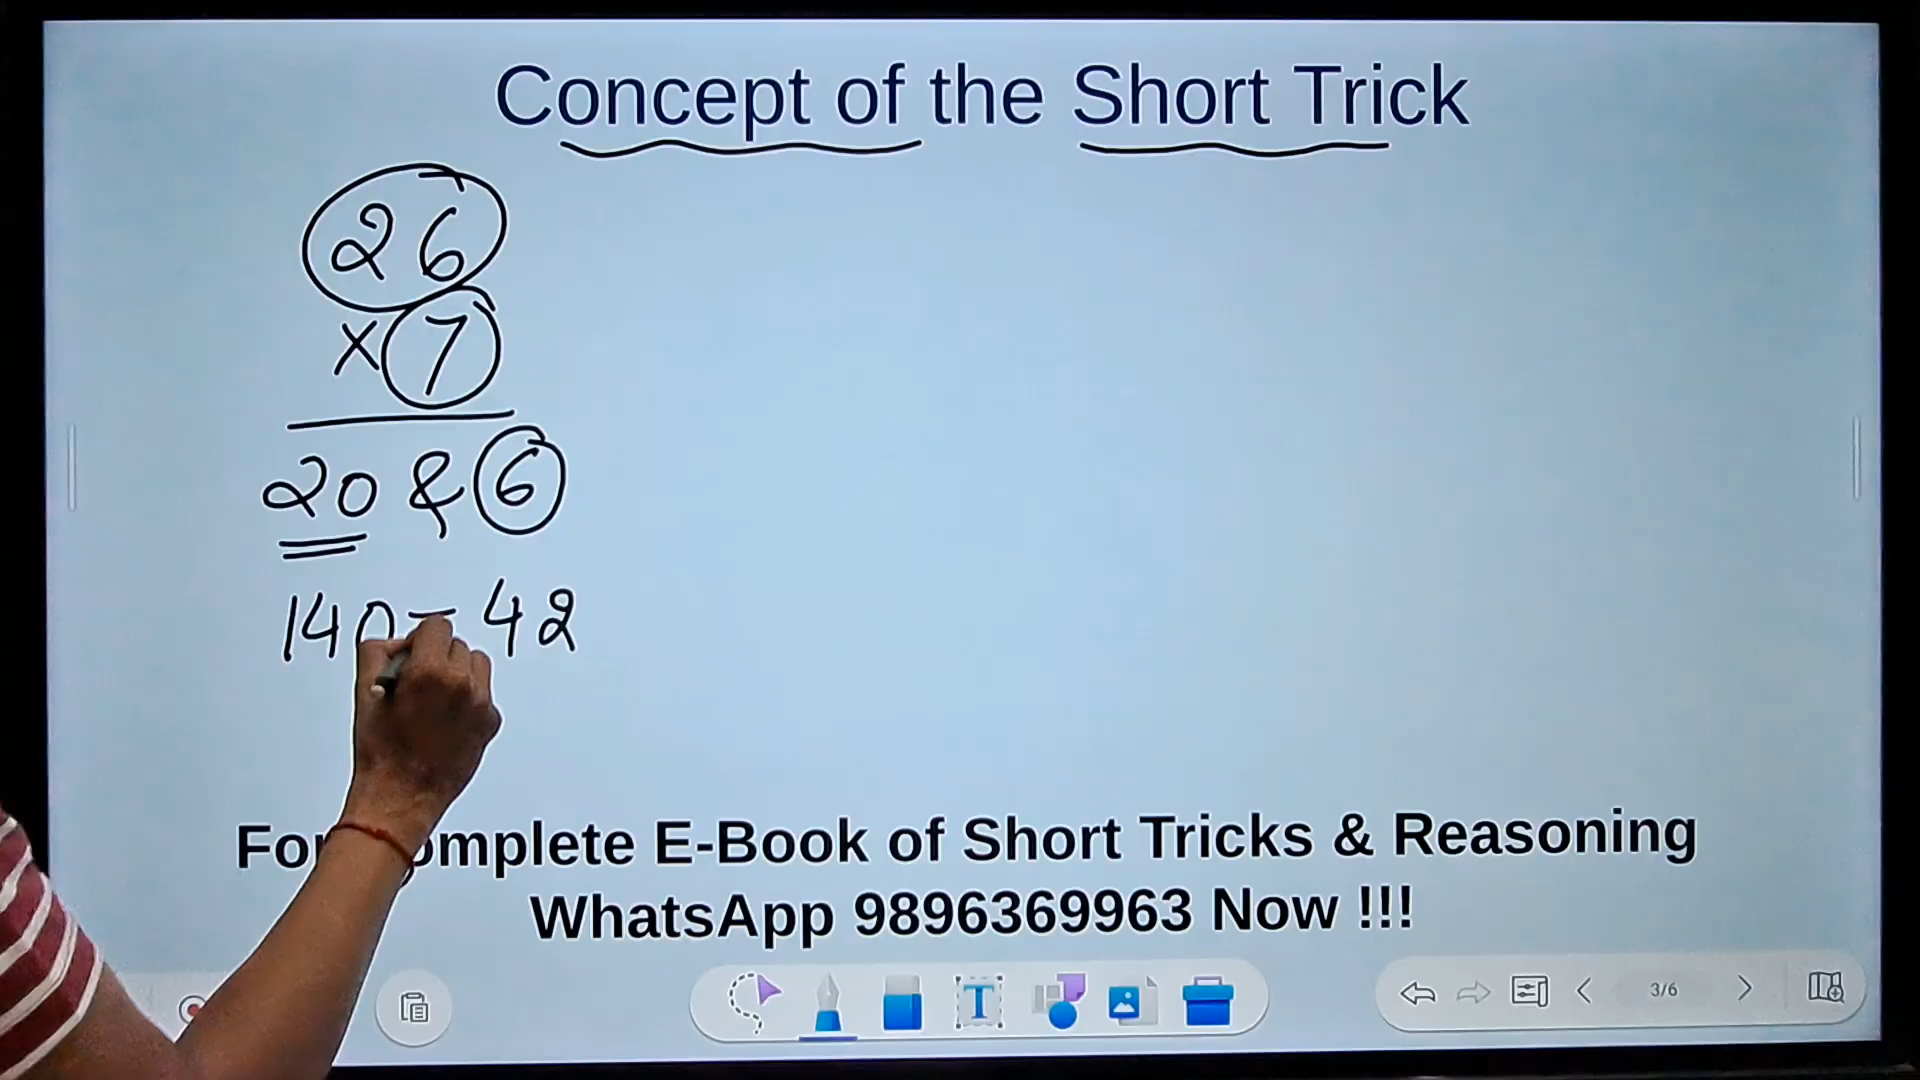 Concept of the Short Trick
26
×7
20 & 6
140 - 42
For Complete E-Book of Short Tricks & Reasoning
WhatsApp 9896369963 Now !!!
T
3/6